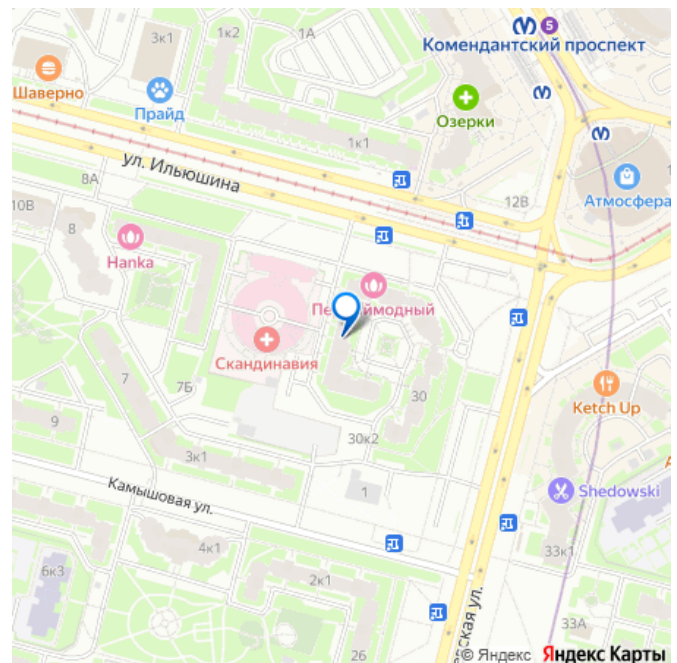 3к1
1к2
1А
5
Комендантский проспект
Шаверно
Прайд
Озерки
1к1
ул. Ильюшина
8А
12В
Атмосфера
10В
8
Hanka
Скандинавия
7
7Б
30
Ketch Up
9
3к1
30к2
Камышовая ул.
1
Shedowski
4к1
33к1
6к3
2к1
26
33А
© Яндекс
Яндекс Карты